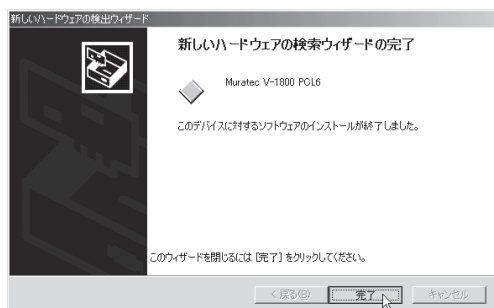 新しいハードウェアの検出ウィザード
新しいハードウェアの検索ウィザードの完了
Muratec V-1800 PCL6
このデバイスに対するソフトウェアのインストールが終了しました。
このウィザードを閉じるには [完了] をクリックしてください。
< 戻る(B)
完了
キャンセル